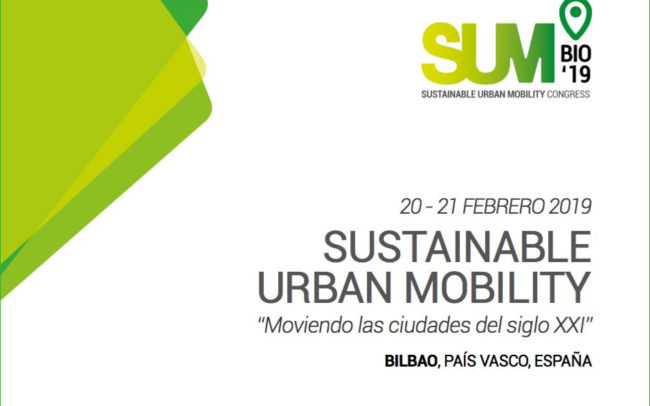 SUM
BIO
‘19
SUSTAINABLE URBAN MOBILITY CONGRESS
20 - 21 FEBRERO 2019
SUSTAINABLE
URBAN MOBILITY
“Moviendo las ciudades del siglo XXI”
BILBAO, PAÍS VASCO, ESPAÑA